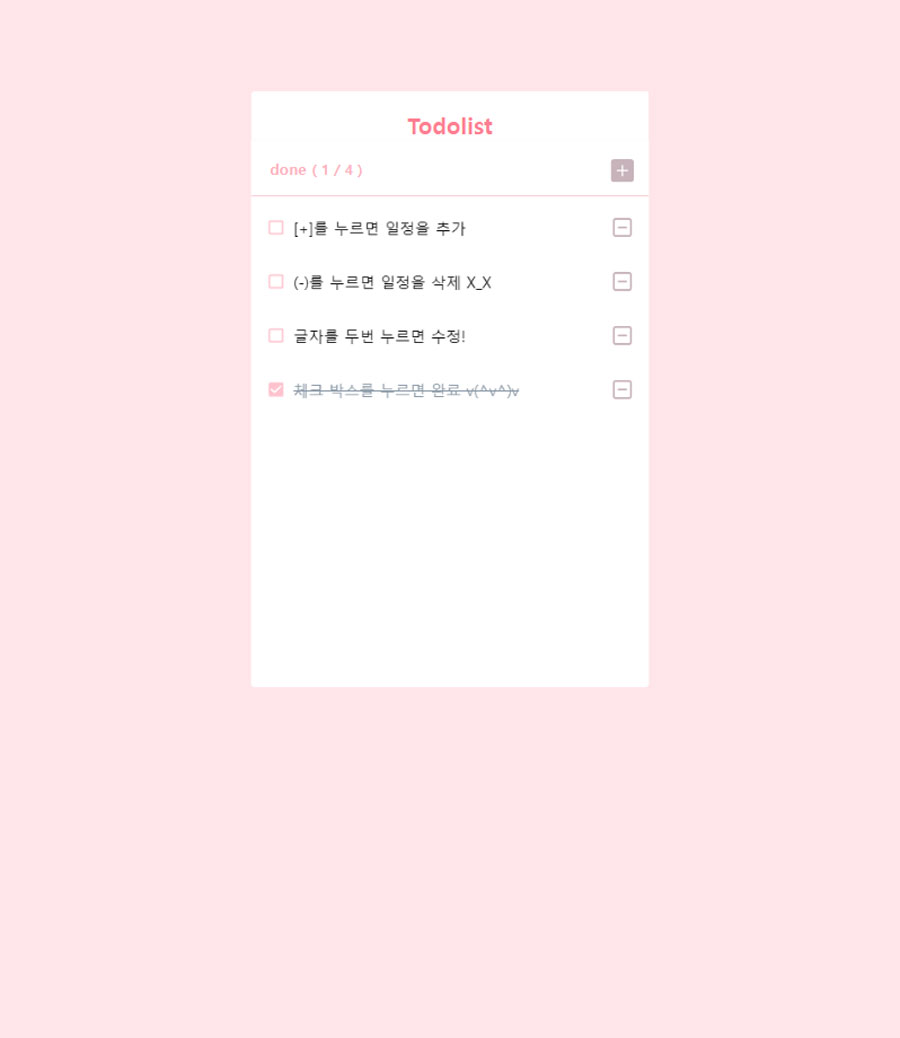 Todolist
done ( 1 / 4 )
[+]를 누르면 일정을 추가
(-)를 누르면 일정을 삭제 X_X
글자를 두번 누르면 수정!
체크 박스를 누르면 완료 v(^v^)v